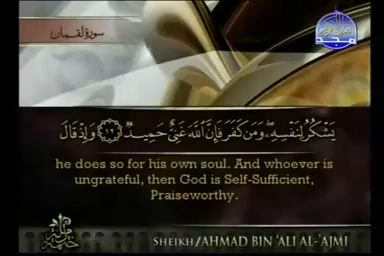 سورة لقمان
المجد
يَشْكُرُ لِنَفْسِهِۦ ۖ وَمَن كَفَرَ فَإِنَّ ٱللَّهَ غَنِىٌّ حَمِيدٌ ﴿١٢﴾ وَإِذْ قَالَ
he does so for his own soul. And whoever is
ungrateful, then God is Self-Sufficient,
Praiseworthy.
SHEIKH/AHMAD BIN 'ALI AL-'AJMI